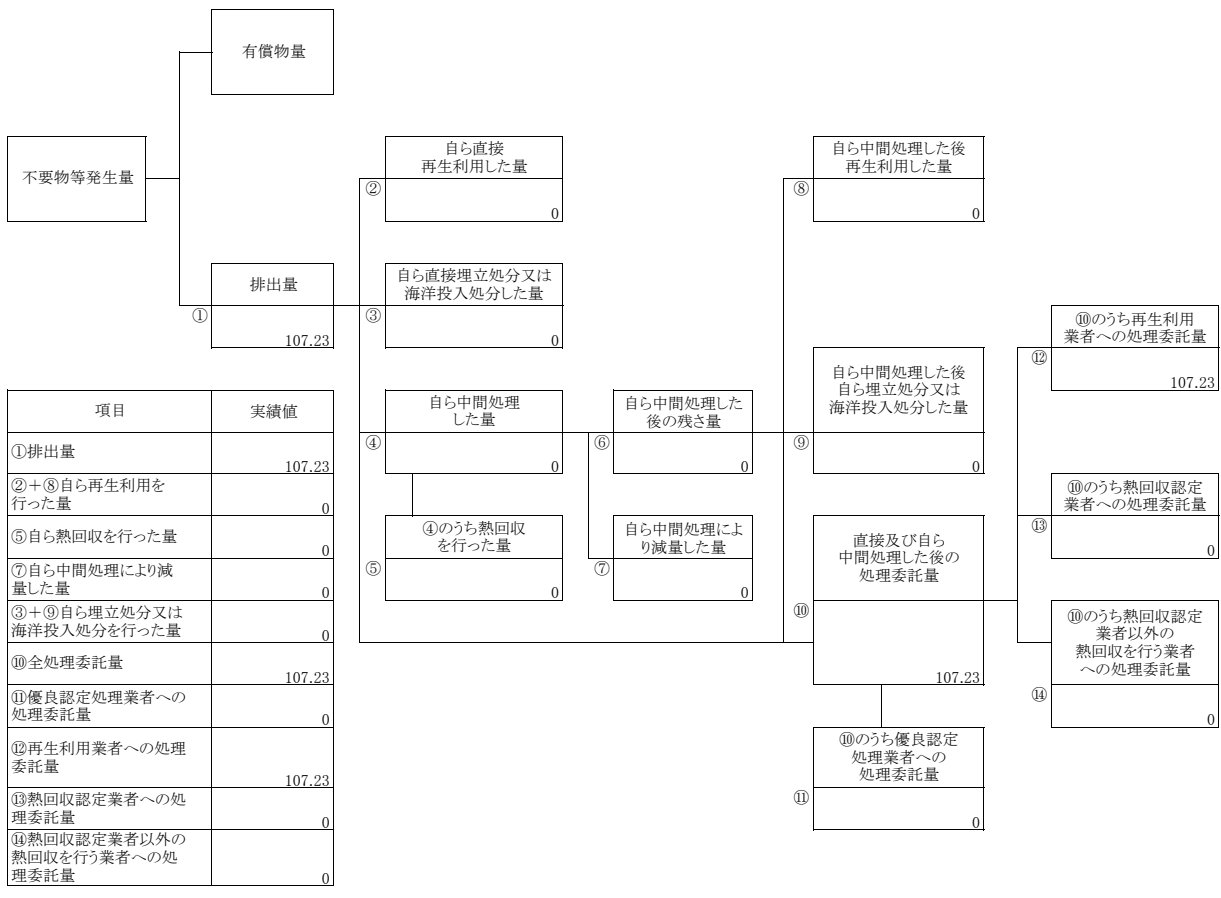 有償物量
不要物等発生量
排出量
①
107.23
自ら直接
再生利用した量
②
0
自ら直接埋立処分又は
海洋投入処分した量
③
0
自ら中間処理
した量
④
0
④のうち熱回収
を行った量
⑤
0
自ら中間処理した
後の残さ量
⑥
0
自ら中間処理によ
り減量した量
⑦
0
自ら中間処理した後
再生利用した量
⑧
0
自ら中間処理した後
自ら埋立処分又は
海洋投入処分した量
⑨
0
直接及び自ら
中間処理した後の
処理委託量
⑩
107.23
⑩のうち優良認定
処理業者への
処理委託量
⑪
0
⑩のうち再生利用
業者への処理委託量
⑫
107.23
⑩のうち熱回収認定
業者への処理委託量
⑬
0
⑩のうち熱回収認定
業者以外の
熱回収を行う業者
への処理委託量
⑭
0
項目 実績値
①排出量
107.23
②＋⑧自ら再生利用を
行った量
0
⑤自ら熱回収を行った量
0
⑦自ら中間処理により減
量した量
0
③＋⑨自ら埋立処分又は
海洋投入処分を行った量
0
⑩全処理委託量
107.23
⑪優良認定処理業者への
処理委託量
0
⑫再生利用業者への処理
委託量
107.23
⑬熱回収認定業者への処
理委託量
0
⑭熱回収認定業者以外の
熱回収を行う業者への処
理委託量
0